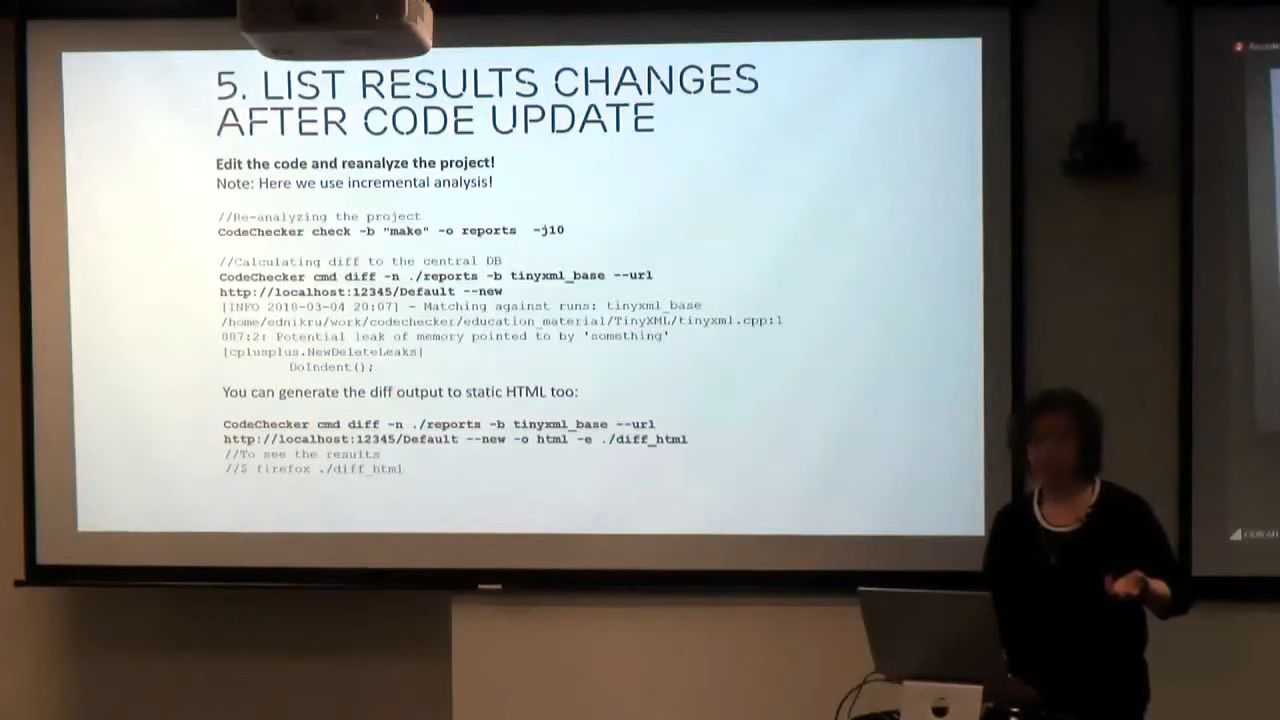 5. LIST RESULTS CHANGES
AFTER CODE UPDATE
Edit the code and reanalyze the project!
Note: Here we use incremental analysis!
//Re-analyzing the project
CodeChecker check -b "make" -o reports -j10
//Calculating diff to the central DB
CodeChecker cmd diff -n ./reports -b tinyxml_base --url
http://localhost:12345/Default --new
[INFO 2018-03-04 20:07] - Matching against runs: tinyxml_base
/home/ednikru/work/codechecker/education_material/TinyXML/tinyxml.cpp:1
007:2: Potential leak of memory pointed to by 'something'
[cplusplus.NewDeleteLeaks]
DoIndent();
You can generate the diff output to static HTML too:
CodeChecker cmd diff -n ./reports -b tinyxml_base --url
http://localhost:12345/Default --new -o html -e ./diff_html
//To see the results
//$ firefox ./diff_html